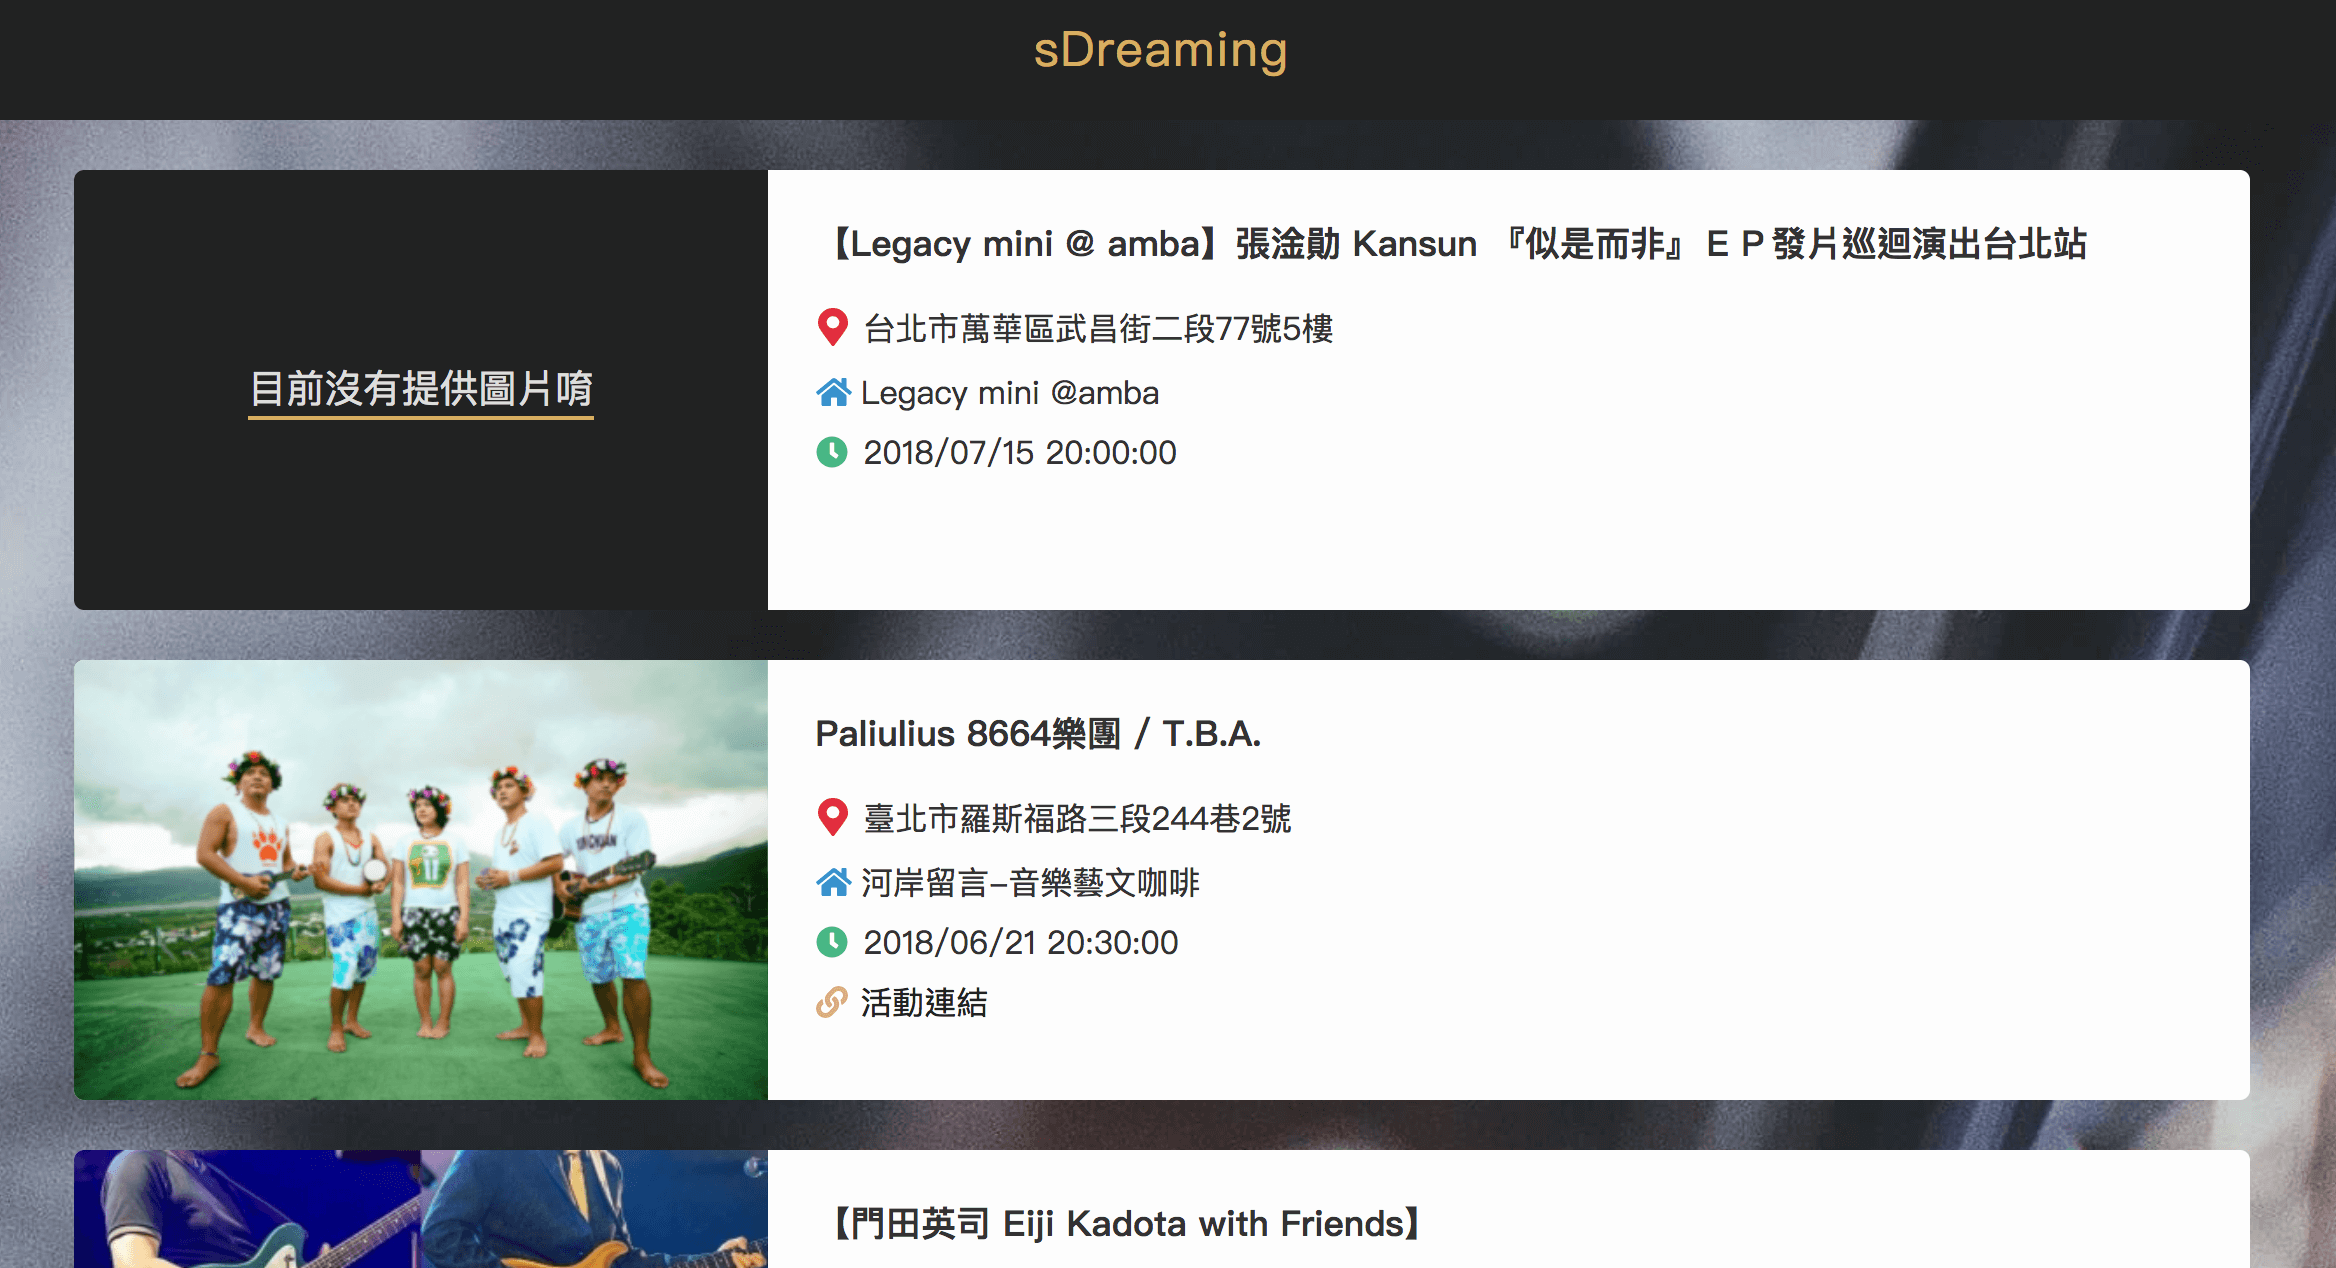 sDreaming
目前沒有提供圖片唷
【Legacy mini @ amba】張淦勛 Kansun 『似是而非』ＥＰ發片巡迴演出台北站
台北市萬華區武昌街二段77號5樓
Legacy mini @amba
2018/07/15 20:00:00
Paliulius 8664樂團 / T.B.A.
臺北市羅斯福路三段244巷2號
河岸留言–音樂藝文咖啡
2018/06/21 20:30:00
活動連結
【門田英司 Eiji Kadota with Friends】